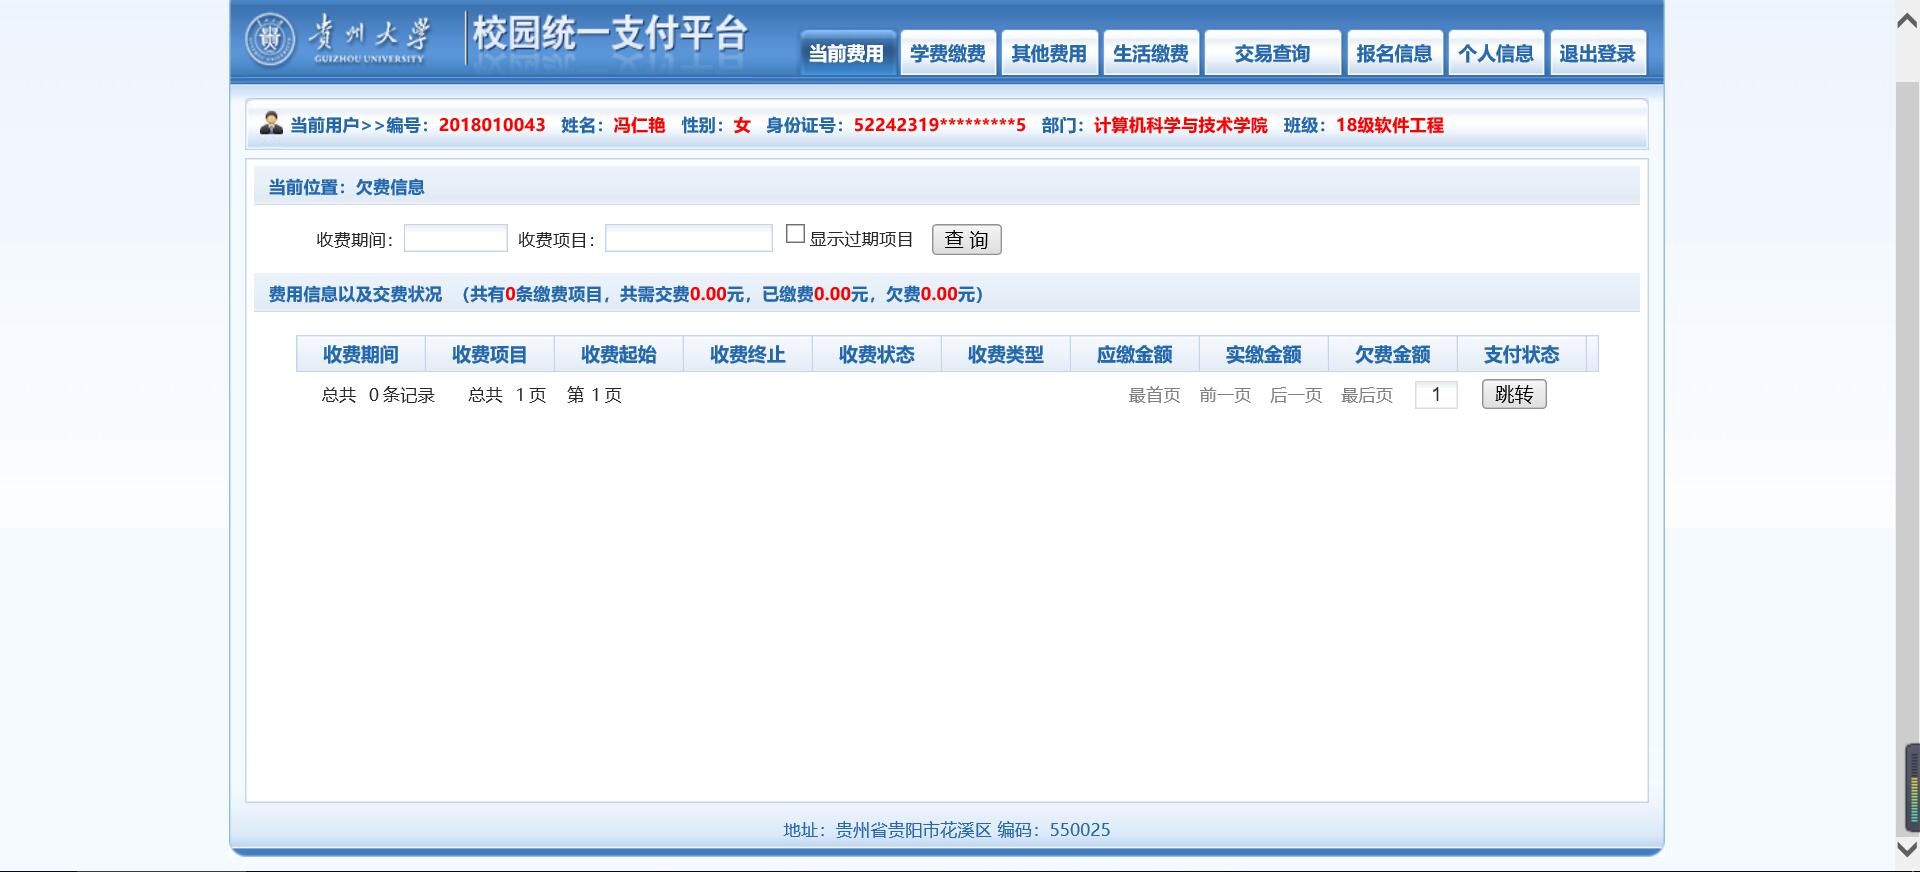 贵州大学 校园统一支付平台
GUIZHOU UNIVERSITY
当前费用 学费缴费 其他费用 生活缴费 交易查询 报名信息 个人信息 退出登录
当前用户>>编号：2018010043 姓名：冯仁艳 性别：女 身份证号：52242319*********5 部门：计算机科学与技术学院 班级：18级软件工程
当前位置：欠费信息
收费期间： 收费项目： 显示过期项目 查 询
费用信息以及交费状况 （共有0条缴费项目，共需交费0.00元，已缴费0.00元，欠费0.00元）
收费期间 收费项目 收费起始 收费终止 收费状态 收费类型 应缴金额 实缴金额 欠费金额 支付状态
总共 0 条记录 总共 1 页 第 1 页 最首页 前一页 后一页 最后页 1 跳转
地址：贵州省贵阳市花溪区 编码：550025